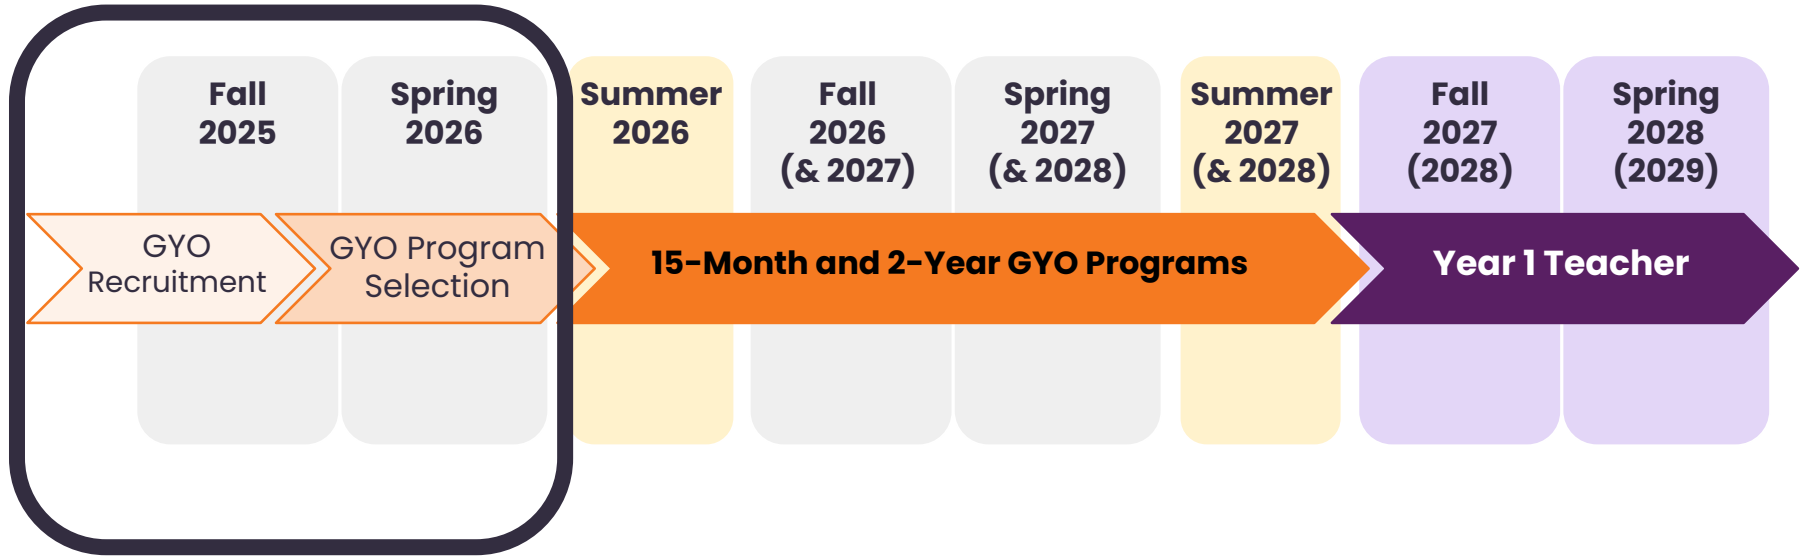 Fall
2025
Spring
2026
Summer
2026
Fall
2026
(& 2027)
Spring
2027
(& 2028)
Summer
2027
(& 2028)
Fall
2027
(2028)
Spring
2028
(2029)
GYO
Recruitment
GYO Program
Selection
15-Month and 2-Year GYO Programs
Year 1 Teacher